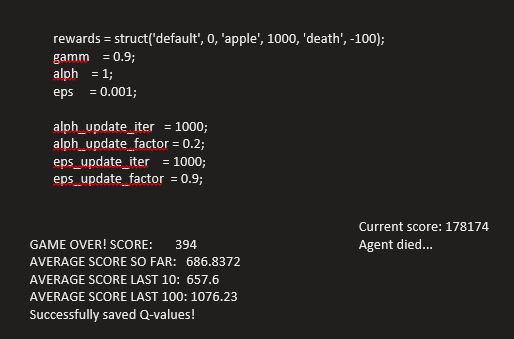 rewards = struct('default', 0, 'apple', 1000, 'death', -100);
gamm = 0.9;
alph = 1;
eps = 0.001;
alph_update_iter = 1000;
alph_update_factor = 0.2;
eps_update_iter = 1000;
eps_update_factor = 0.9;
Current score: 178174
GAME OVER! SCORE: 394
Agent died...
AVERAGE SCORE SO FAR: 686.8372
AVERAGE SCORE LAST 10: 657.6
AVERAGE SCORE LAST 100: 1076.23
Successfully saved Q-values!